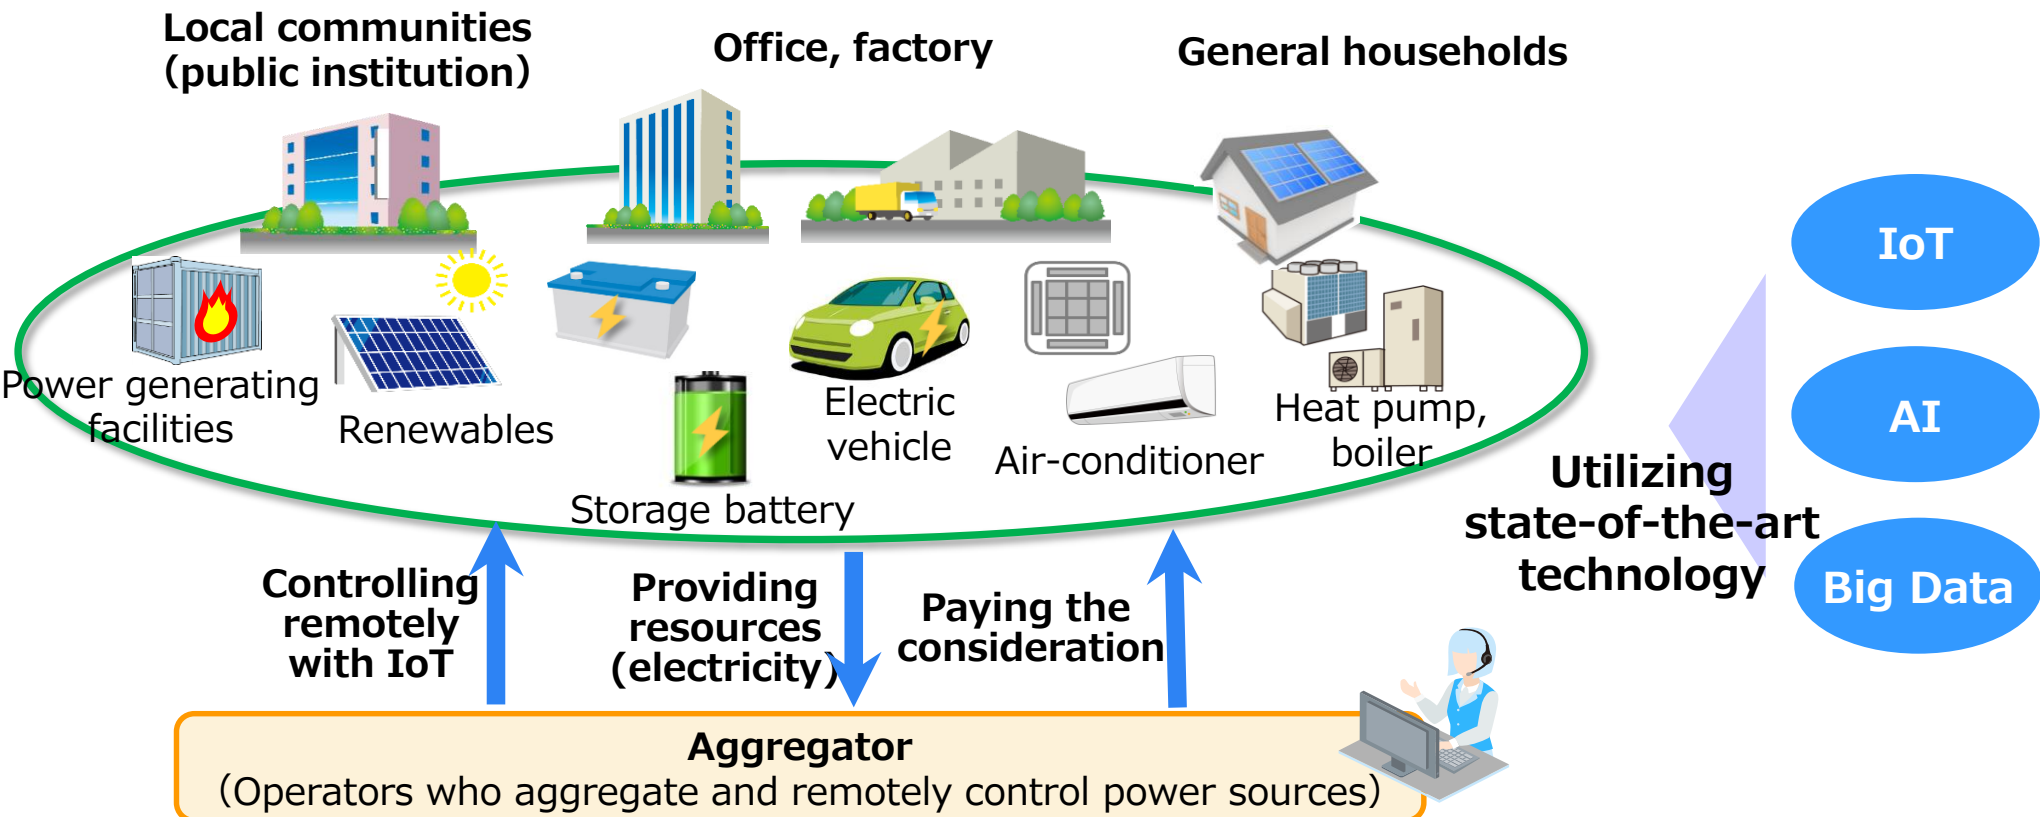 Local communities
(public institution)
Office, factory
General households
Power generating
facilities
Renewables
Storage battery
Electric
vehicle
Air-conditioner
Heat pump,
boiler
IoT
AI
Big Data
Utilizing
state-of-the-art
technology
Controlling
remotely
with IoT
Providing
resources
(electricity)
Paying the
consideration
Aggregator
(Operators who aggregate and remotely control power sources)